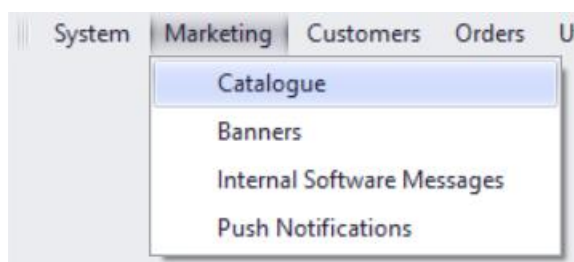 System Marketing Customers Orders U
Catalogue
Banners
Internal Software Messages
Push Notifications